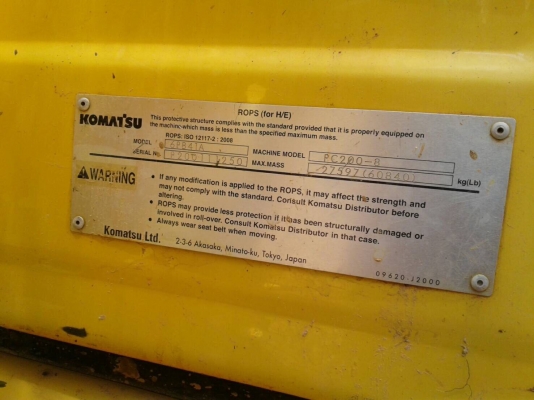 ROPS (for H/E)
KOMATSU
This protective structure complies with the standard provided that it is properly equipped on
the machine which mass is less than the specified maximum mass.
ROPS: ISO 12117-2 : 2008
MODEL
MACHINE MODEL PC200-8
SERIAL No.
MAX.MASS 27597(60840) kg(Lb)
WARNING
• If any modification is applied to the ROPS, it may affect the strength and
may not comply with the standard. Consult Komatsu Distributor before
altering.
• ROPS may provide less protection if it has been structurally damaged or
involved in roll-over. Consult Komatsu Distributor in that case.
• Always wear seat belt when moving.
Komatsu Ltd.
2-3-6 Akasaka, Minato-ku, Tokyo, Japan
09620-J2000